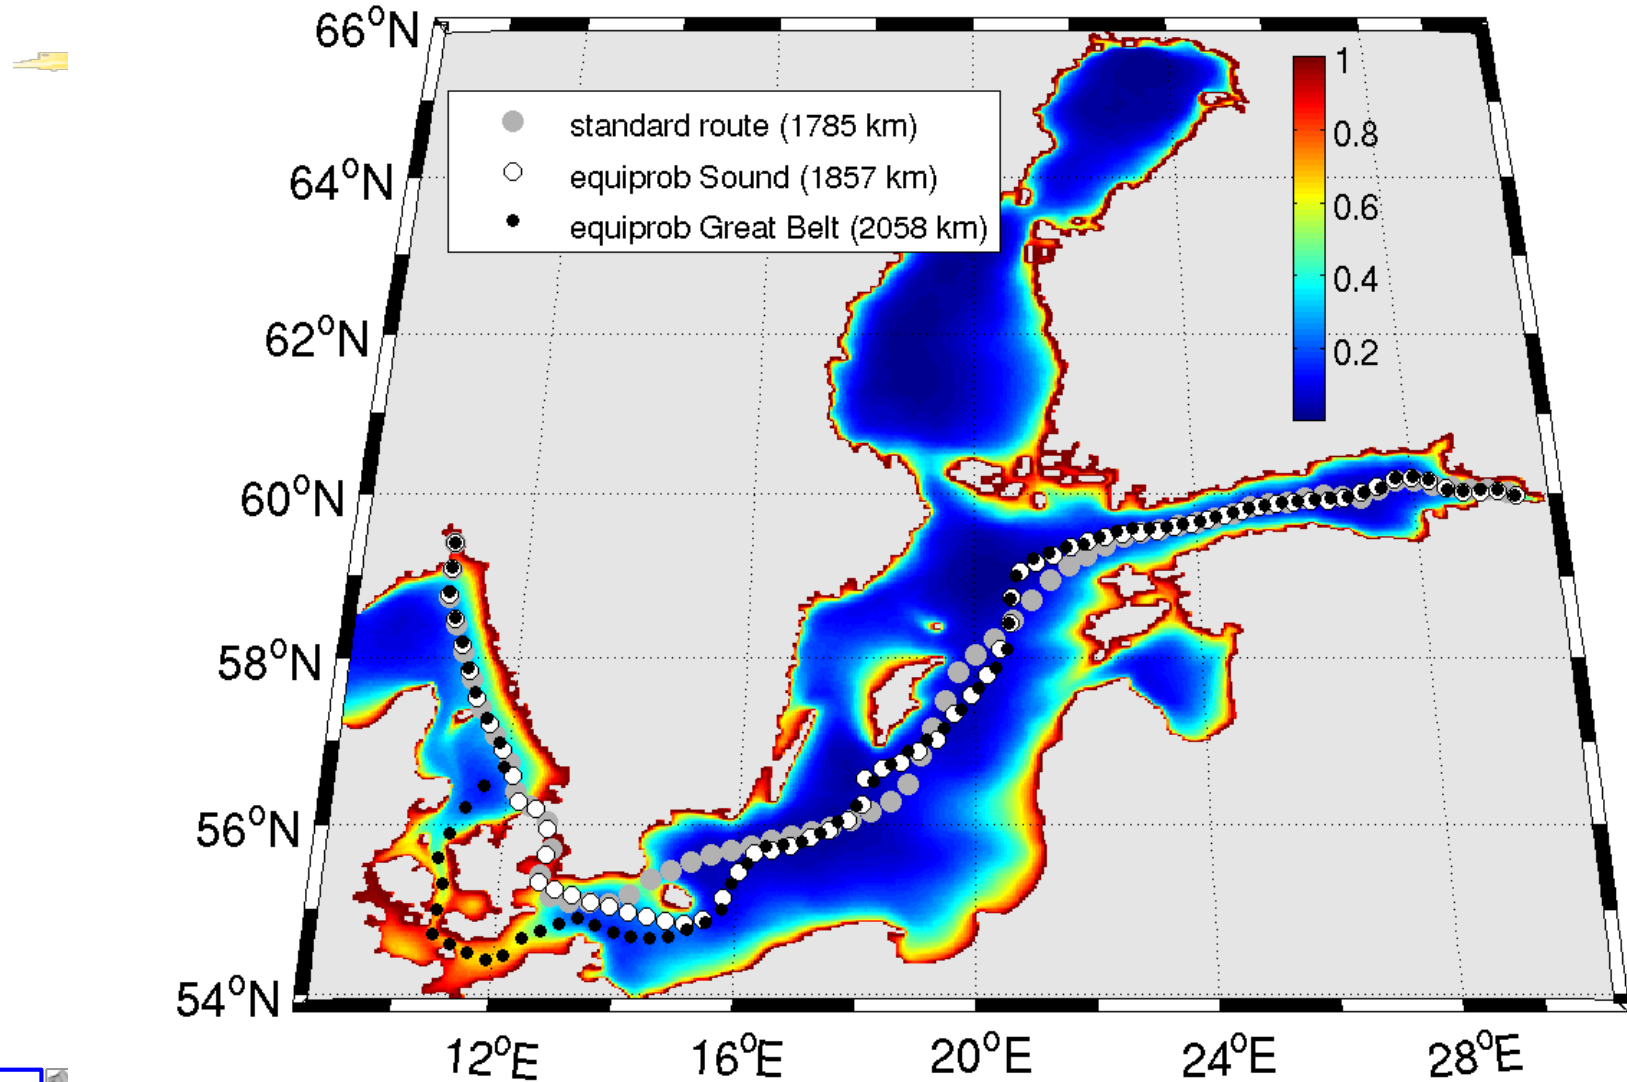 66°N
64°N
62°N
60°N
58°N
56°N
54°N
standard route (1785 km)
equiprob Sound (1857 km)
equiprob Great Belt (2058 km)
1
0.8
0.6
0.4
0.2
12°E 16°E 20°E 24°E 28°E